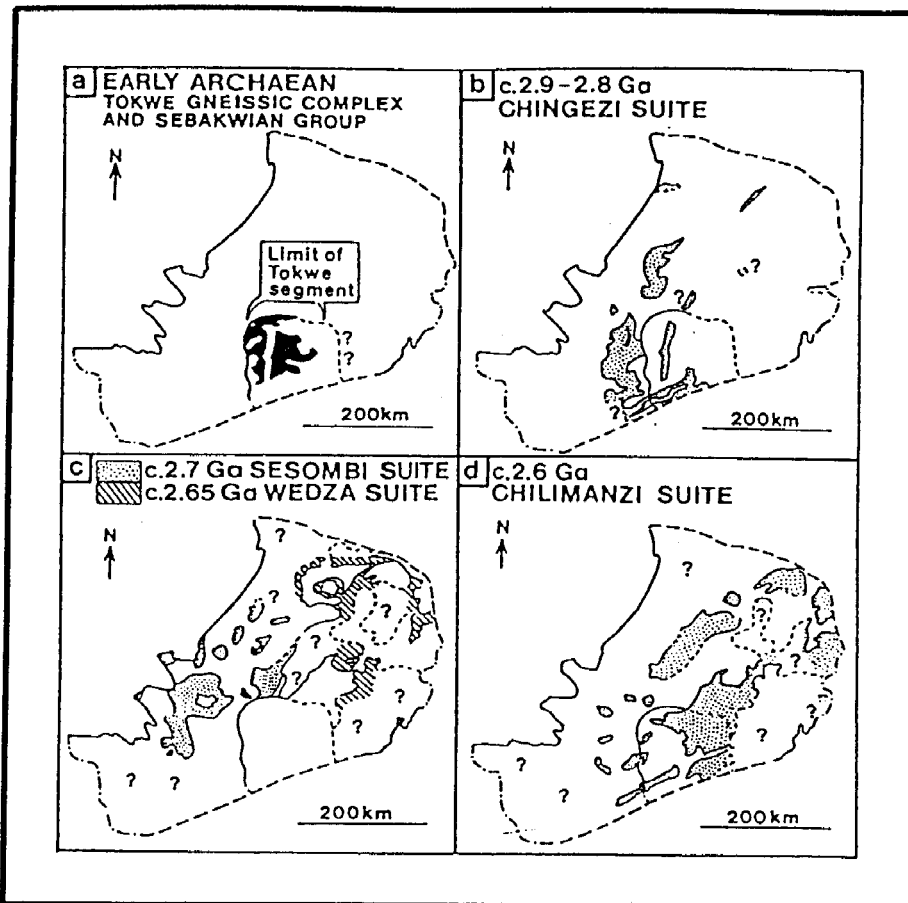 a EARLY ARCHAEAN
TOKWE GNEISSIC COMPLEX
AND SEBAKWIAN GROUP
N
Limit of
Tokwe
segment
?
?
200km
b c.2.9-2.8 Ga
CHINGEZI SUITE
N
?
?
?
200km
c c.2.7 Ga SESOMBI SUITE
c.2.65 Ga WEDZA SUITE
N
?
?
?
?
?
?
?
?
?
200km
d c.2.6 Ga
CHILIMANZI SUITE
N
?
?
?
?
?
?
?
200km